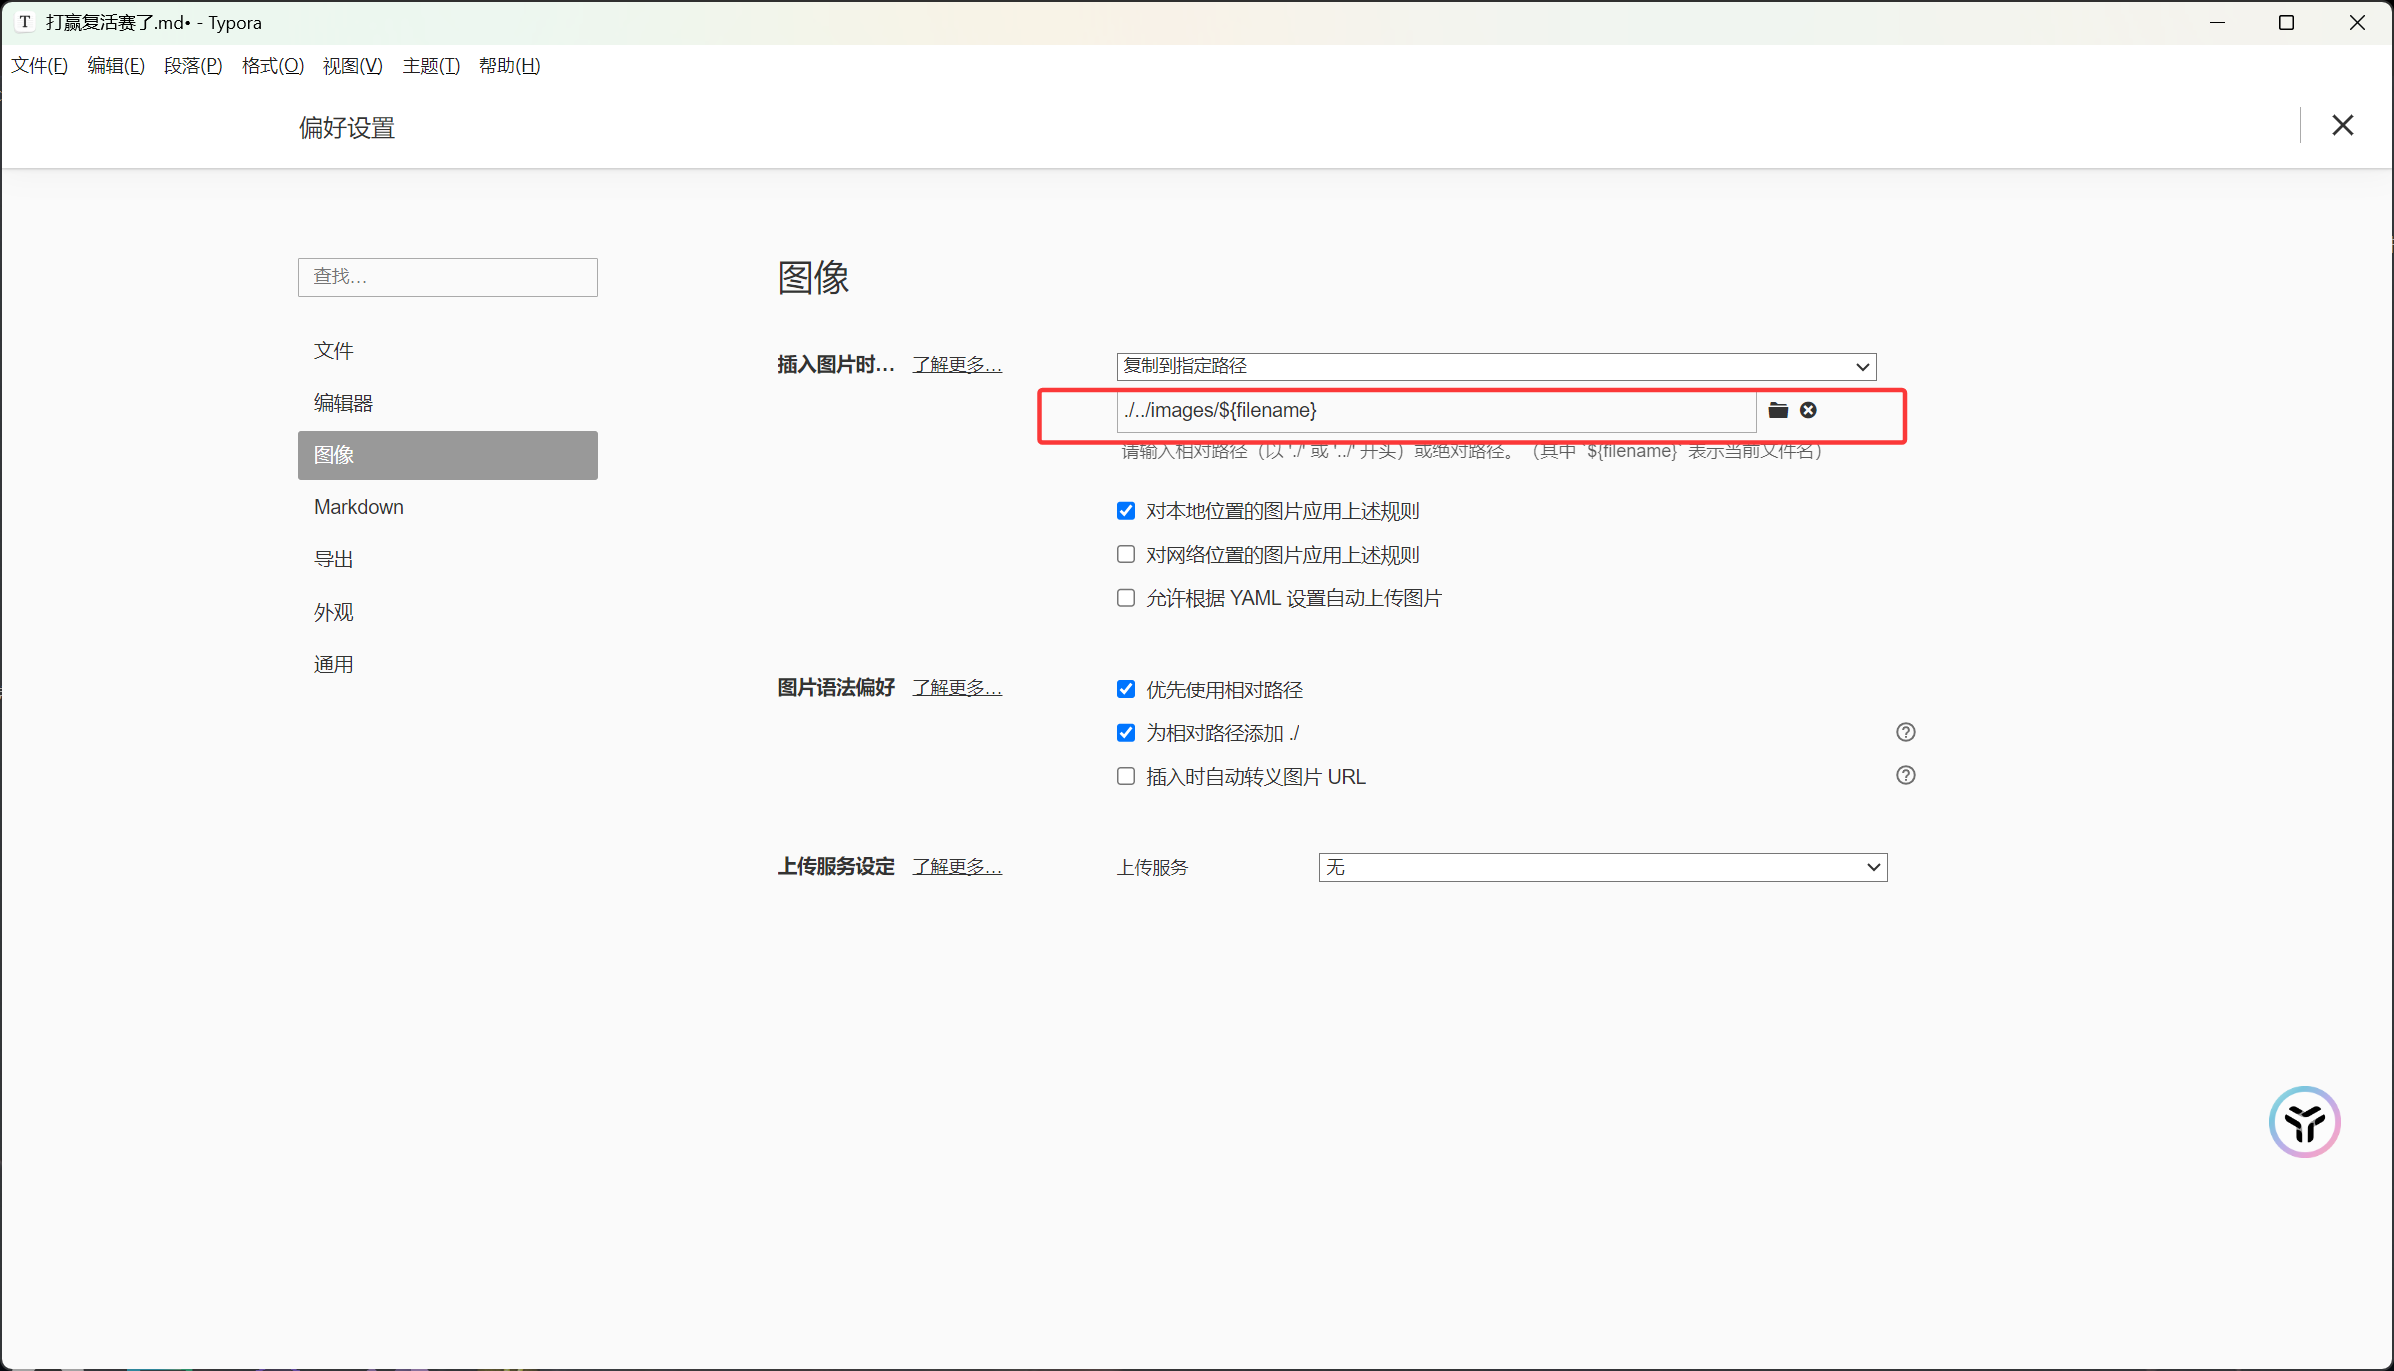 T 打赢复活赛了.md• - Typora
文件(F) 编辑(E) 段落(P) 格式(O) 视图(V) 主题(T) 帮助(H)
偏好设置
查找…
文件
编辑器
图像
Markdown
导出
外观
通用
图像
插入图片时… 了解更多… 复制到指定路径
./../images/${filename}
请输入相对路径（以 './' 或 '../' 开头）或绝对路径。（其中 `${filename}` 表示当前文件名）
对本地位置的图片应用上述规则
对网络位置的图片应用上述规则
允许根据 YAML 设置自动上传图片
图片语法偏好 了解更多… 优先使用相对路径
为相对路径添加 ./
插入时自动转义图片 URL
上传服务设定 了解更多… 上传服务 无